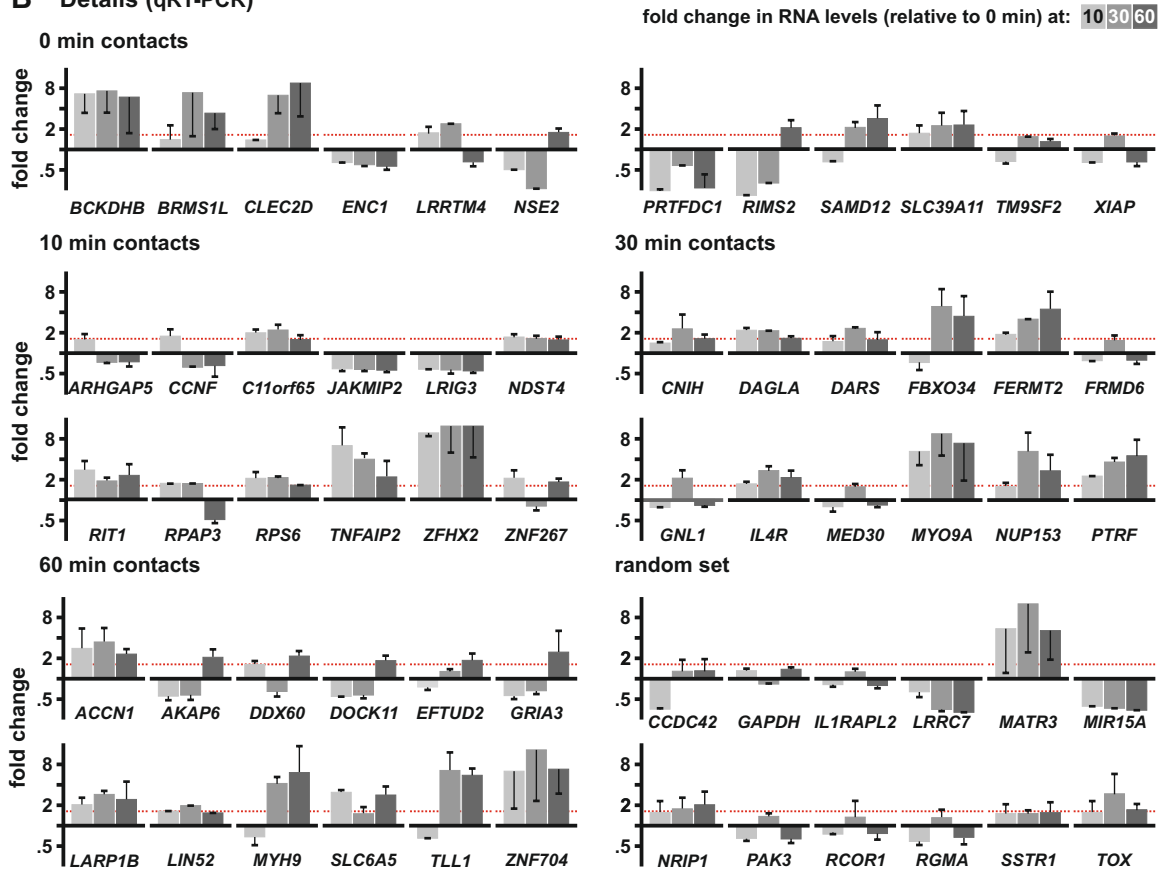 B Details (qRT-PCR)
fold change in RNA levels (relative to 0 min) at: 10 30 60
0 min contacts
fold change
8
2
.5
BCKDHB BRMS1L CLEC2D ENC1 LRRTM4 NSE2
8
2
.5
PRTFDC1 RIMS2 SAMD12 SLC39A11 TM9SF2 XIAP
10 min contacts
fold change
8
2
.5
ARHGAP5 CCNF C11orf65 JAKMIP2 LRIG3 NDST4
8
2
.5
RIT1 RPAP3 RPS6 TNFAIP2 ZFHX2 ZNF267
30 min contacts
8
2
.5
CNIH DAGLA DARS FBXO34 FERMT2 FRMD6
8
2
.5
GNL1 IL4R MED30 MYO9A NUP153 PTRF
60 min contacts
fold change
8
2
.5
ACCN1 AKAP6 DDX60 DOCK11 EFTUD2 GRIA3
8
2
.5
LARP1B LIN52 MYH9 SLC6A5 TLL1 ZNF704
random set
8
2
.5
CCDC42 GAPDH IL1RAPL2 LRRC7 MATR3 MIR15A
8
2
.5
NRIP1 PAK3 RCOR1 RGMA SSTR1 TOX